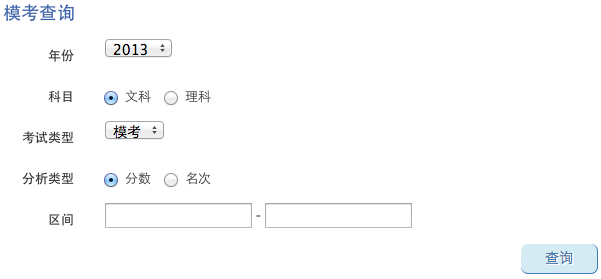 模考查询
年份 2013
科目 文科 理科
考试类型 模考
分析类型 分数 名次
区间 -
查询